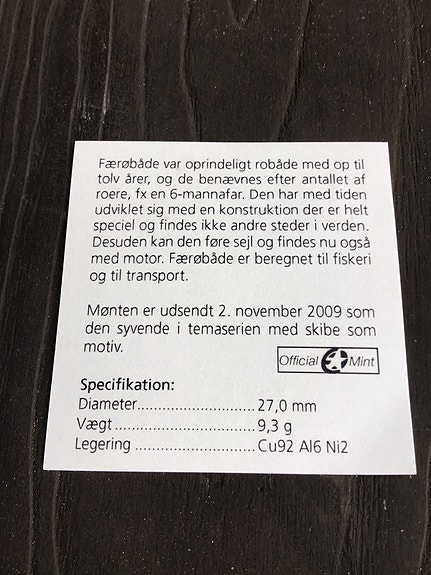 Færøbåde var oprindeligt robåde med op til
tolv årer, og de benævnes efter antallet af
roere, fx en 6-mannafar. Den har med tiden
udviklet sig med en konstruktion der er helt
speciel og findes ikke andre steder i verden.
Desuden kan den føre sejl og findes nu også
med motor. Færøbåde er beregnet til fiskeri
og til transport.
Mønten er udsendt 2. november 2009 som
den syvende i temaserien med skibe som
motiv.
Official Mint
Specifikation:
Diameter............................27,0 mm
Vægt .................................9,3 g
Legering ............................Cu92 Al6 Ni2